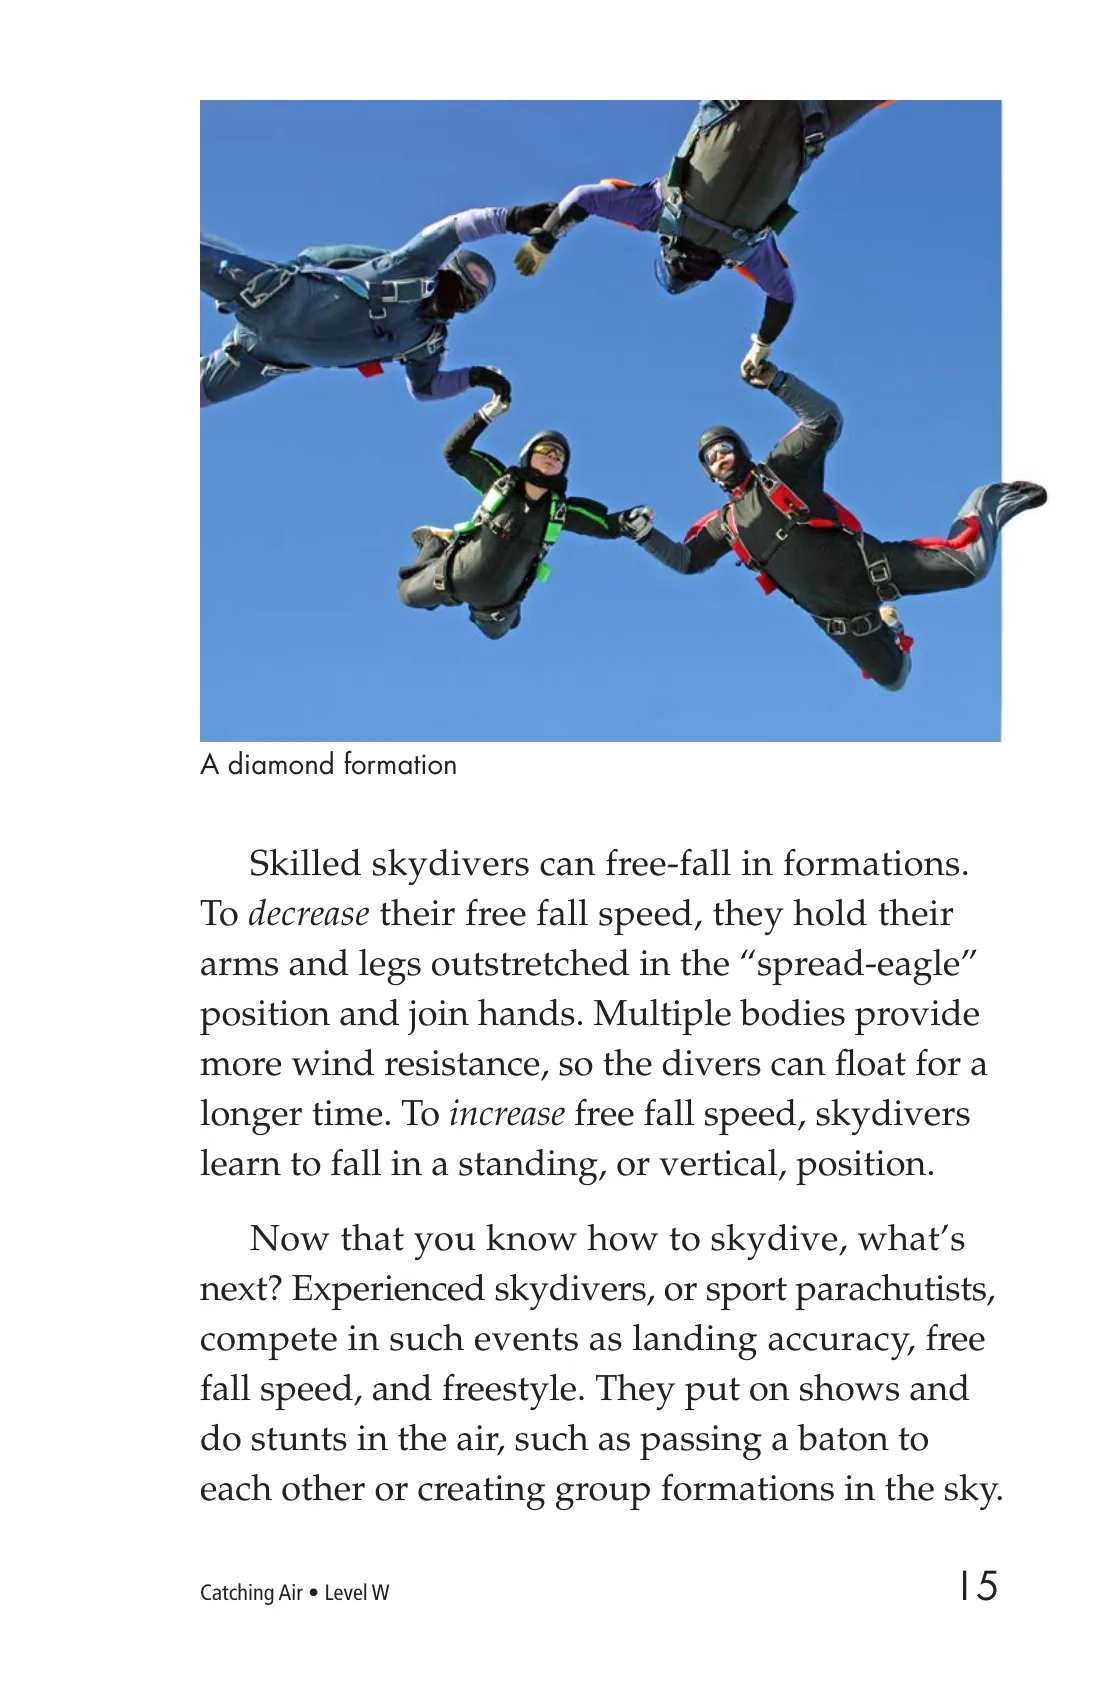 A diamond formation
Skilled skydivers can free-fall in formations.
To decrease their free fall speed, they hold their
arms and legs outstretched in the “spread-eagle”
position and join hands. Multiple bodies provide
more wind resistance, so the divers can float for a
longer time. To increase free fall speed, skydivers
learn to fall in a standing, or vertical, position.
Now that you know how to skydive, what’s
next? Experienced skydivers, or sport parachutists,
compete in such events as landing accuracy, free
fall speed, and freestyle. They put on shows and
do stunts in the air, such as passing a baton to
each other or creating group formations in the sky.
Catching Air • Level W
15